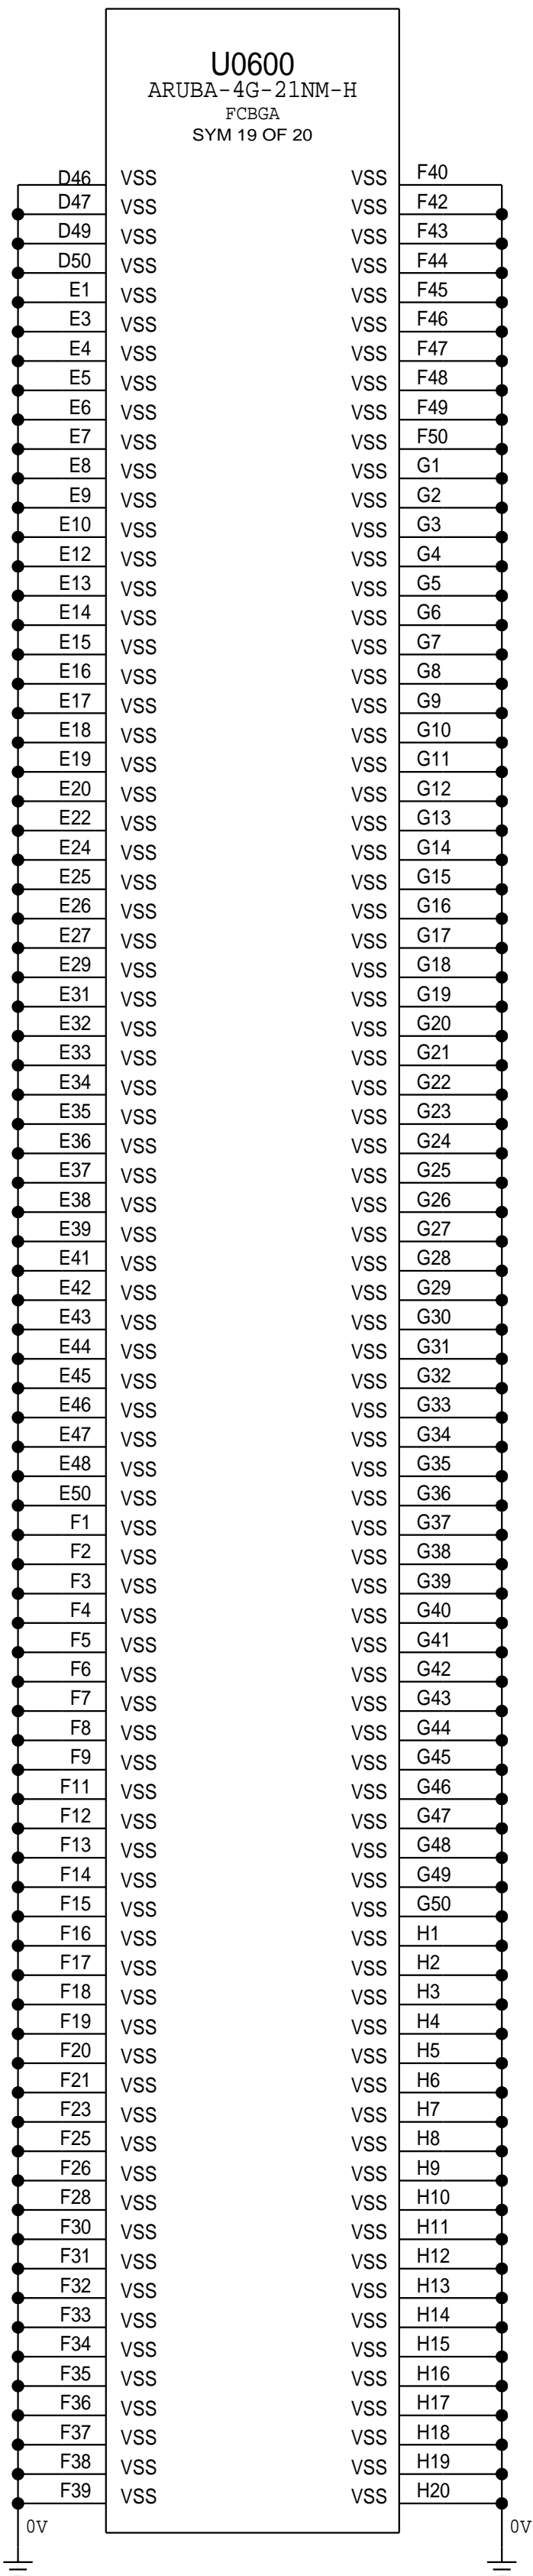 U0600
ARUBA-4G-21NM-H
FCBGA
SYM 19 OF 20
D46 VSS VSS F40
D47 VSS VSS F42
D49 VSS VSS F43
D50 VSS VSS F44
E1 VSS VSS F45
E3 VSS VSS F46
E4 VSS VSS F47
E5 VSS VSS F48
E6 VSS VSS F49
E7 VSS VSS F50
E8 VSS VSS G1
E9 VSS VSS G2
E10 VSS VSS G3
E12 VSS VSS G4
E13 VSS VSS G5
E14 VSS VSS G6
E15 VSS VSS G7
E16 VSS VSS G8
E17 VSS VSS G9
E18 VSS VSS G10
E19 VSS VSS G11
E20 VSS VSS G12
E22 VSS VSS G13
E24 VSS VSS G14
E25 VSS VSS G15
E26 VSS VSS G16
E27 VSS VSS G17
E29 VSS VSS G18
E31 VSS VSS G19
E32 VSS VSS G20
E33 VSS VSS G21
E34 VSS VSS G22
E35 VSS VSS G23
E36 VSS VSS G24
E37 VSS VSS G25
E38 VSS VSS G26
E39 VSS VSS G27
E41 VSS VSS G28
E42 VSS VSS G29
E43 VSS VSS G30
E44 VSS VSS G31
E45 VSS VSS G32
E46 VSS VSS G33
E47 VSS VSS G34
E48 VSS VSS G35
E50 VSS VSS G36
F1 VSS VSS G37
F2 VSS VSS G38
F3 VSS VSS G39
F4 VSS VSS G40
F5 VSS VSS G41
F6 VSS VSS G42
F7 VSS VSS G43
F8 VSS VSS G44
F9 VSS VSS G45
F11 VSS VSS G46
F12 VSS VSS G47
F13 VSS VSS G48
F14 VSS VSS G49
F15 VSS VSS G50
F16 VSS VSS H1
F17 VSS VSS H2
F18 VSS VSS H3
F19 VSS VSS H4
F20 VSS VSS H5
F21 VSS VSS H6
F23 VSS VSS H7
F25 VSS VSS H8
F26 VSS VSS H9
F28 VSS VSS H10
F30 VSS VSS H11
F31 VSS VSS H12
F32 VSS VSS H13
F33 VSS VSS H14
F34 VSS VSS H15
F35 VSS VSS H16
F36 VSS VSS H17
F37 VSS VSS H18
F38 VSS VSS H19
F39 VSS VSS H20
0V 0V